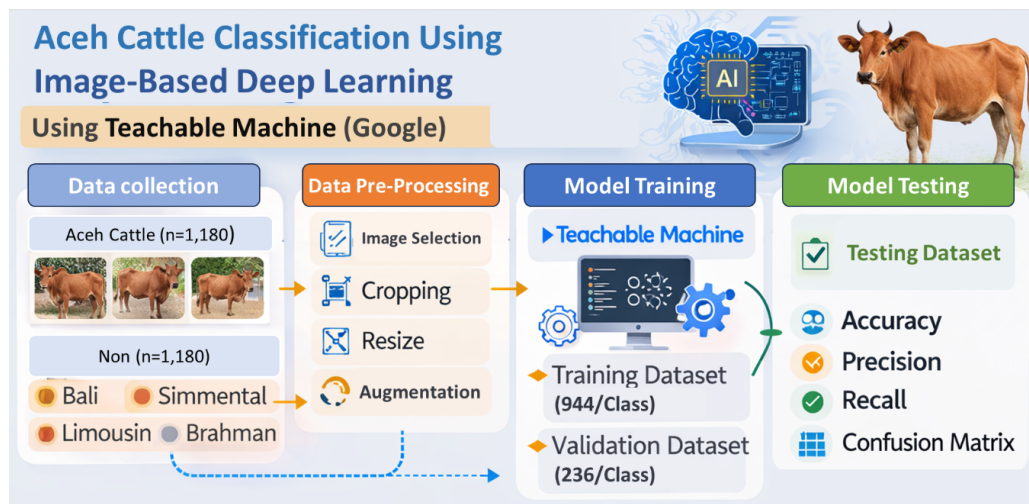 Aceh Cattle Classification Using
Image-Based Deep Learning
Using Teachable Machine (Google)
AI
Data collection
Aceh Cattle (n=1,180)
Non (n=1,180)
Bali
Simmental
Limousin
Brahman
Data Pre-Processing
Image Selection
Cropping
Resize
Augmentation
Model Training
Teachable Machine
Training Dataset
(944/Class)
Validation Dataset
(236/Class)
Model Testing
Testing Dataset
Accuracy
Precision
Recall
Confusion Matrix